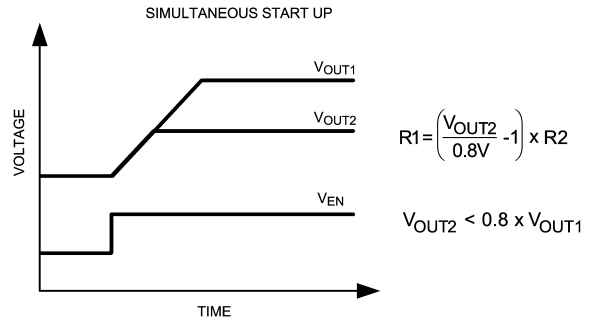 SIMULTANEOUS START UP
VOLTAGE
VOUT1
VOUT2
VEN
TIME
R1=(VOUT2/0.8V -1) x R2
VOUT2 < 0.8 x VOUT1